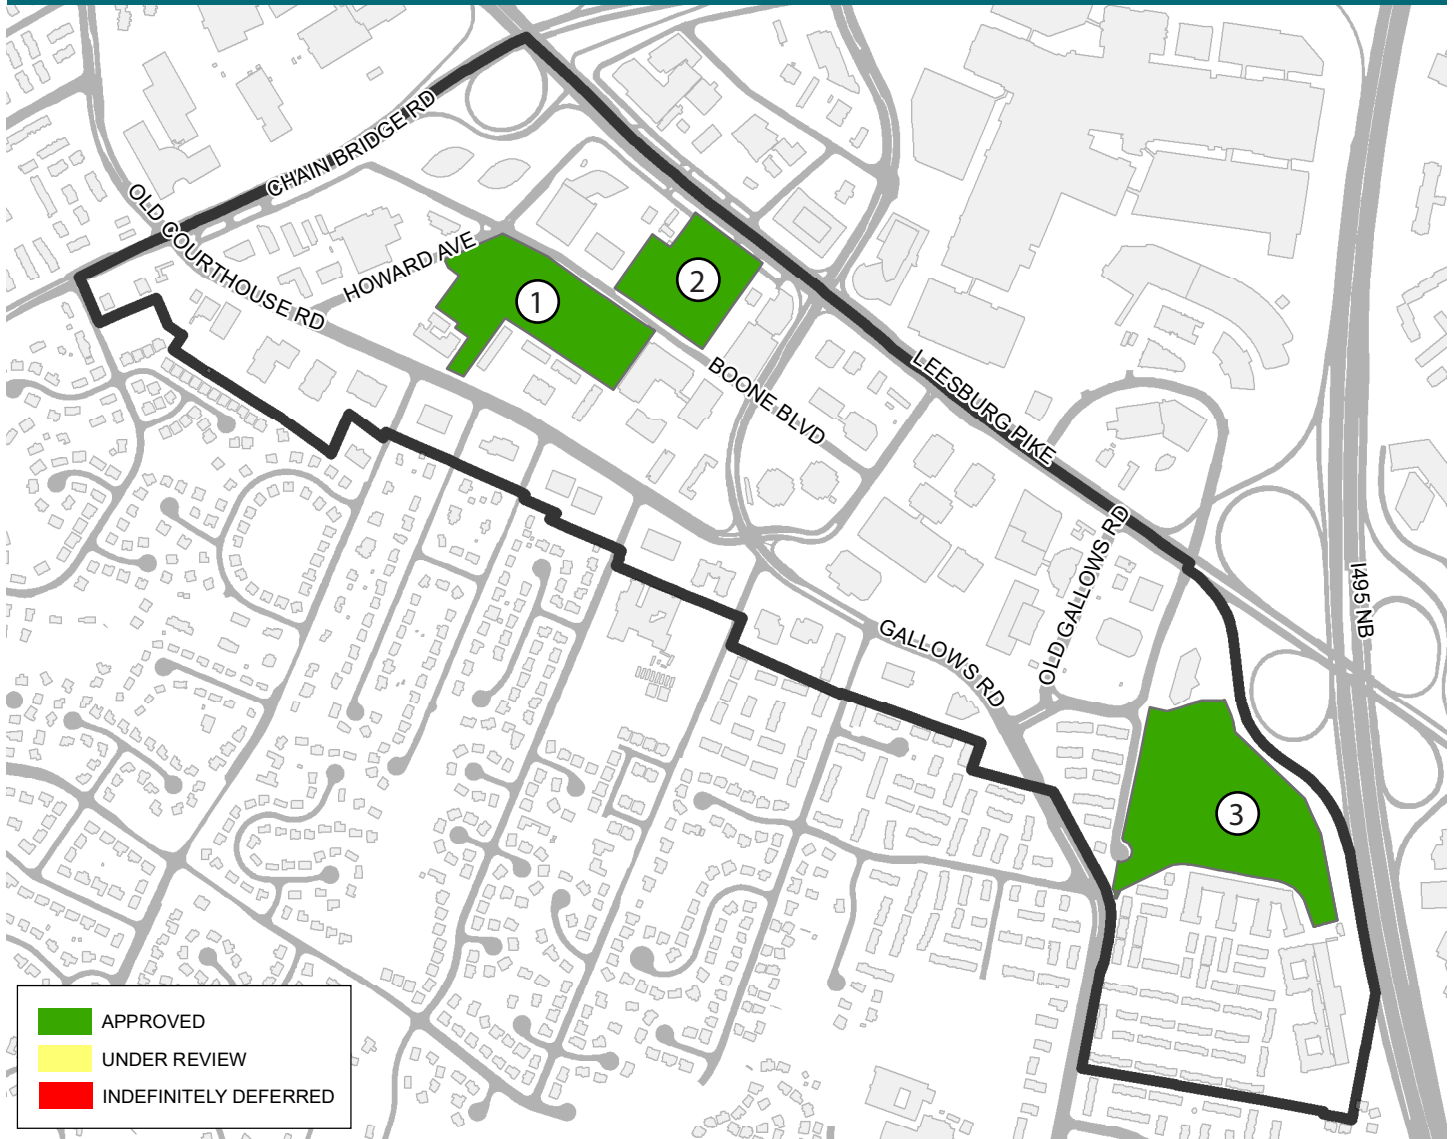 CHAIN BRIDGE RD
OLD COURTHOUSE RD
HOWARD AVE
1
2
BOONE BLVD
LEESBURG PIKE
OLD GALLOWS RD
I495 NB
GALLOWS RD
3
APPROVED
UNDER REVIEW
INDEFINITELY DEFERRED